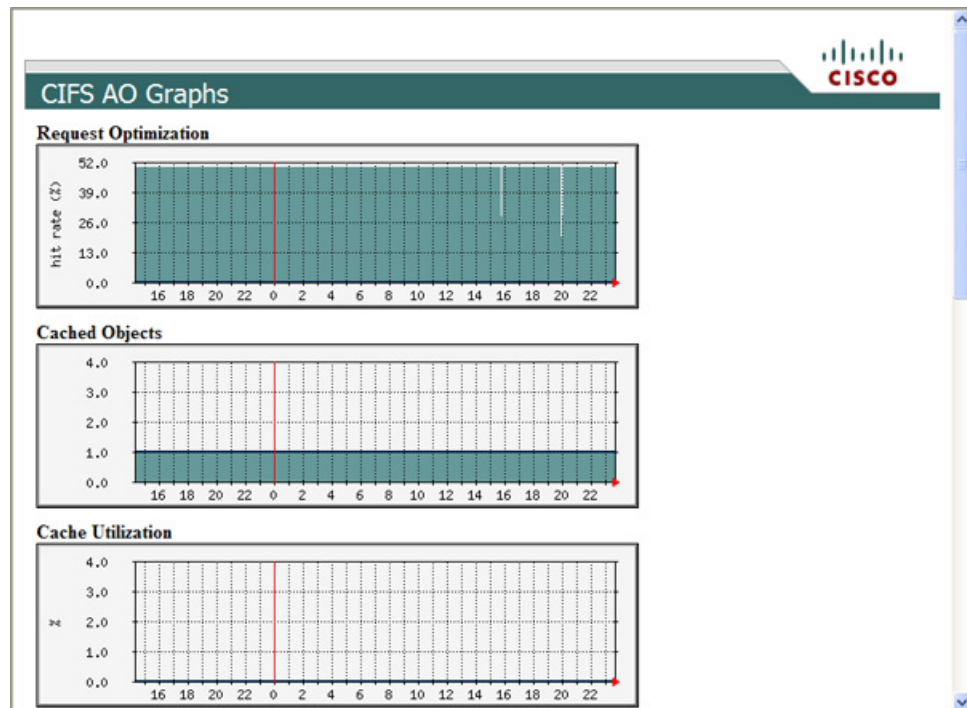 CISCO
CIFS AO Graphs
Request Optimization
52.0
39.0
26.0
13.0
0.0
hit rate (%)
16 18 20 22 0 2 4 6 8 10 12 14 16 18 20 22
Cached Objects
4.0
3.0
2.0
1.0
0.0
16 18 20 22 0 2 4 6 8 10 12 14 16 18 20 22
Cache Utilization
4.0
3.0
2.0
1.0
0.0
%
16 18 20 22 0 2 4 6 8 10 12 14 16 18 20 22